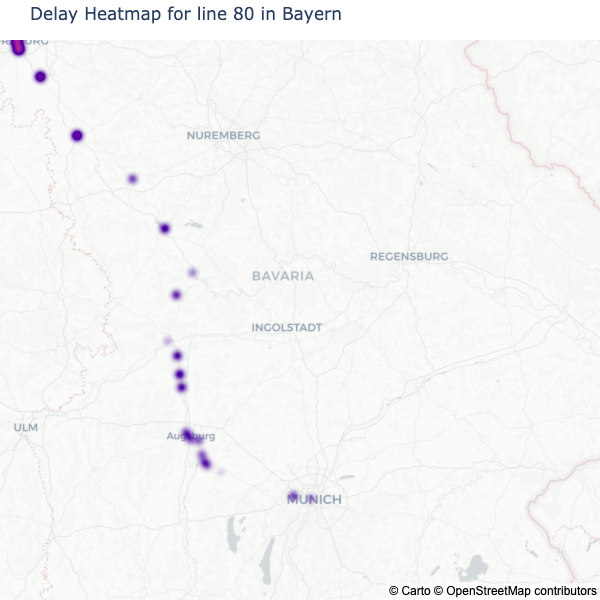 Delay Heatmap for line 80 in Bayern
NUREMBERG
REGENSBURG
BAVARIA
INGOLSTADT
ULM
Augsburg
MUNICH
© Carto © OpenStreetMap contributors